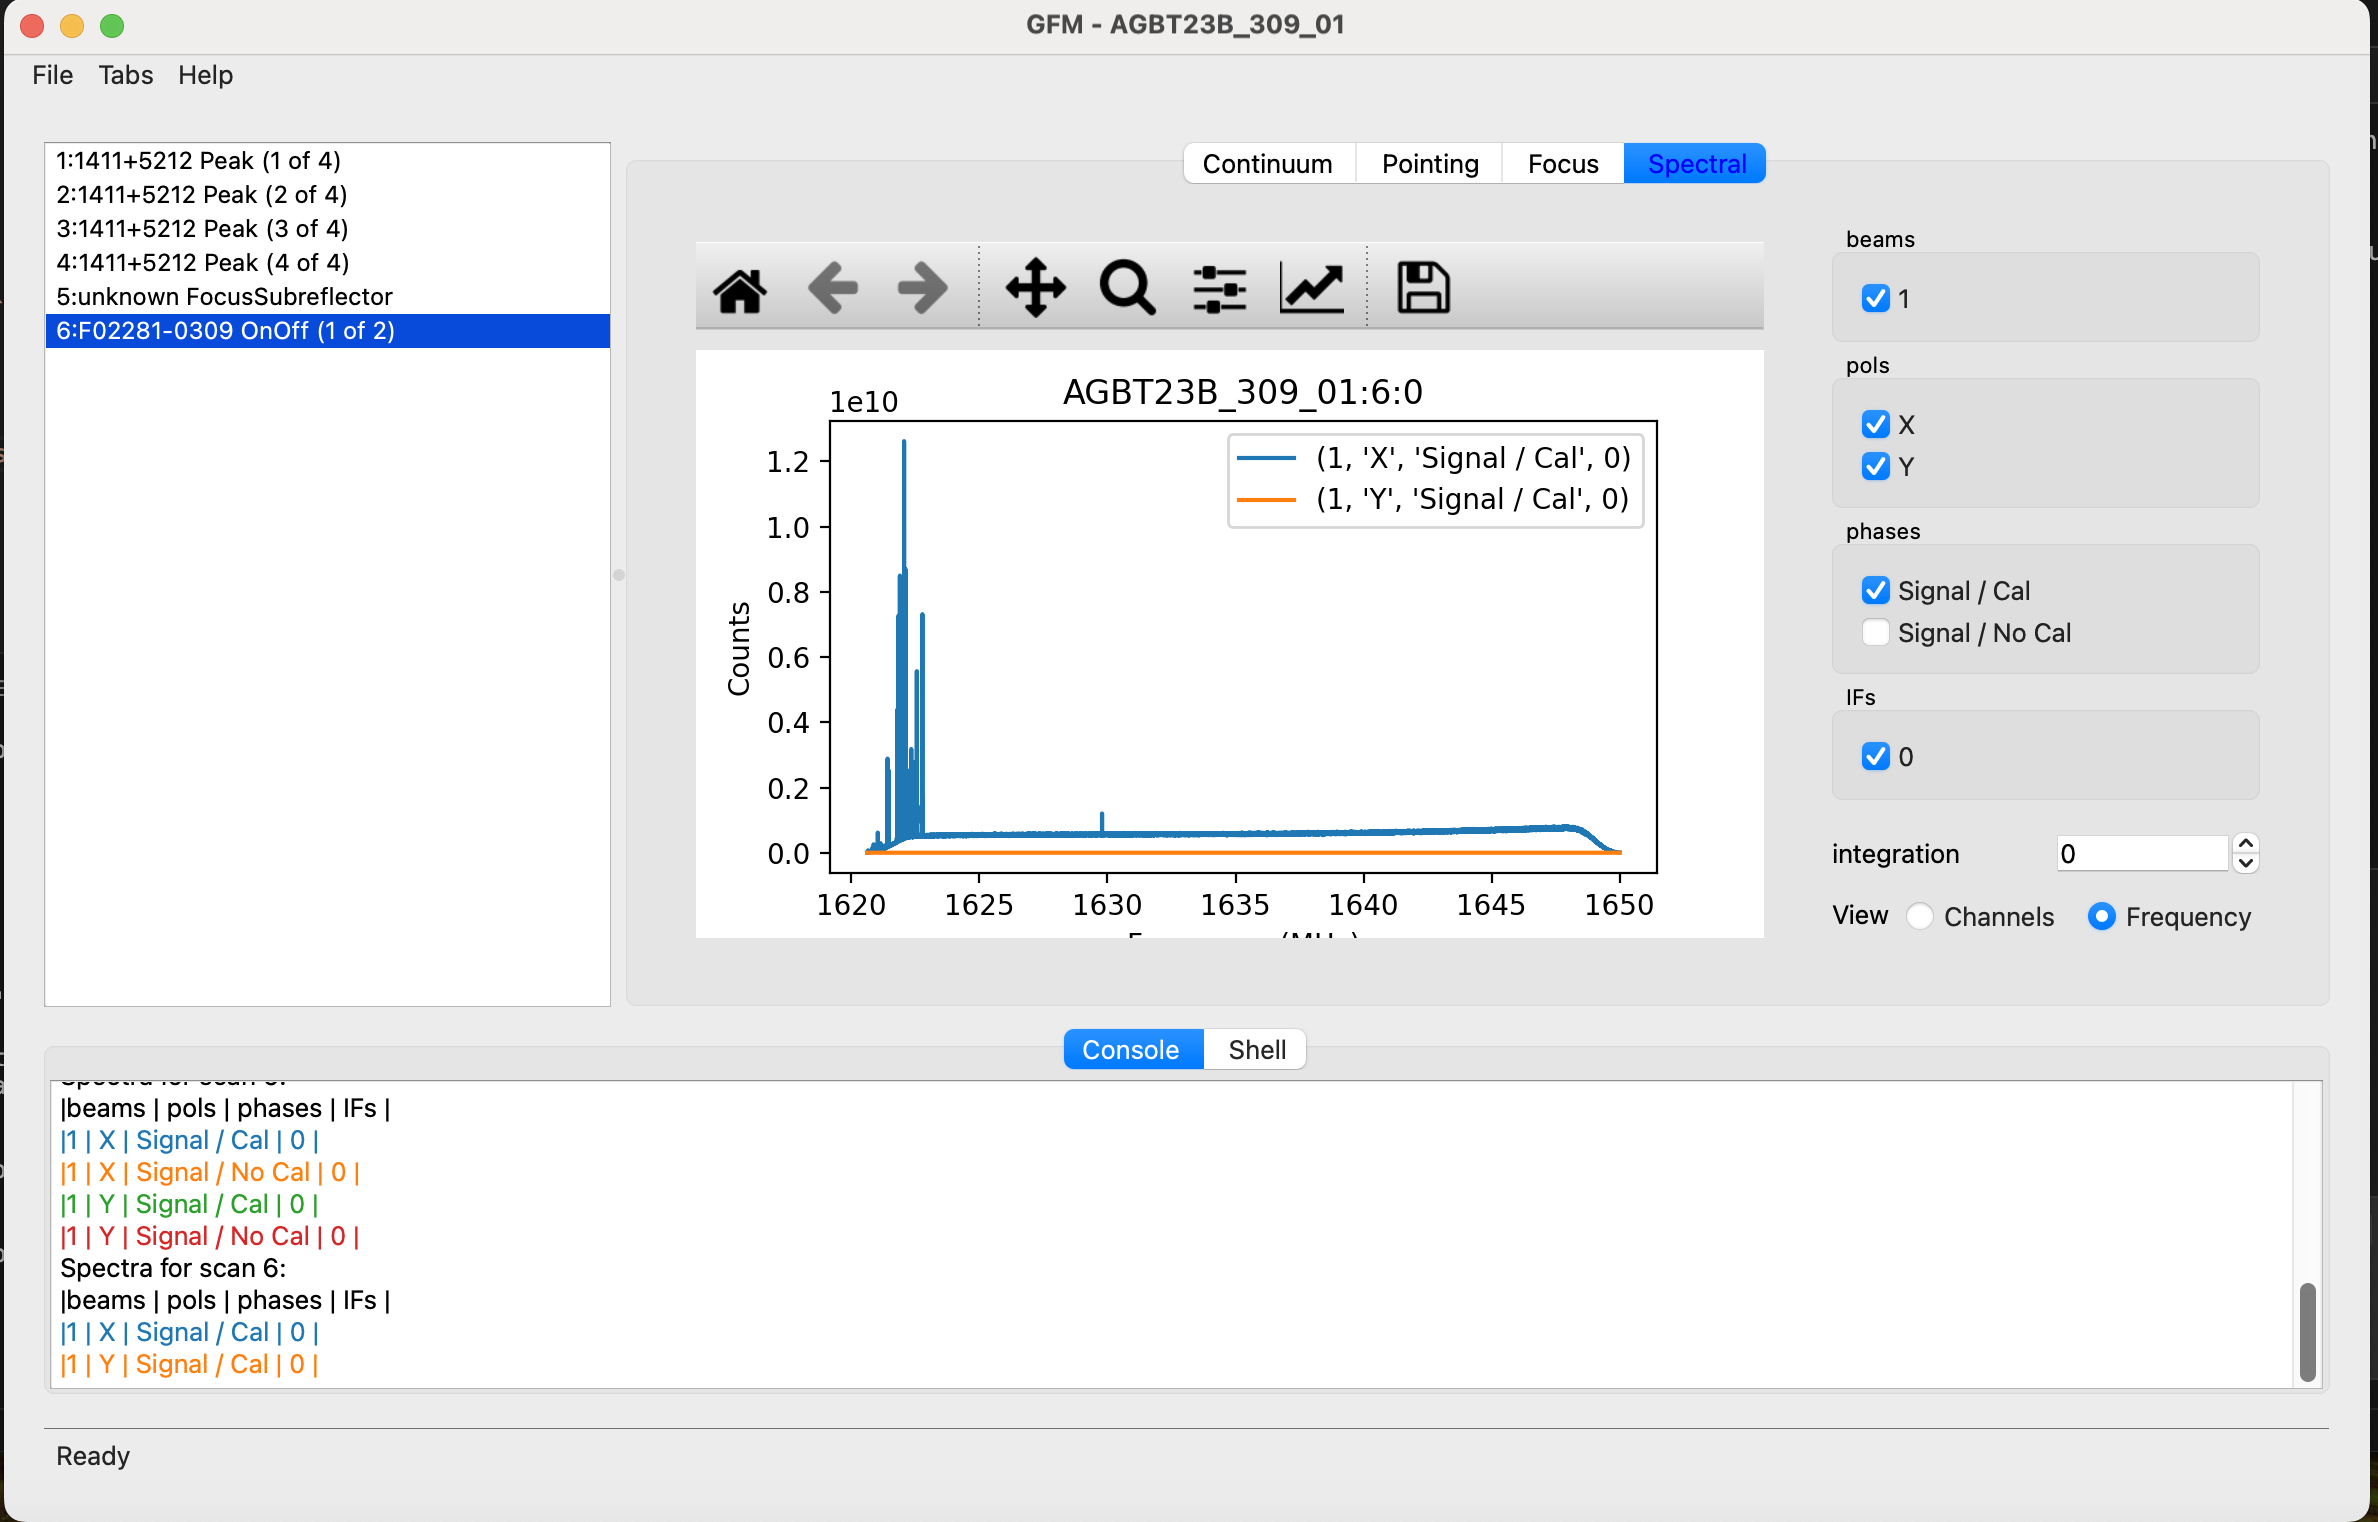 GFM - AGBT23B_309_01
File Tabs Help
1:1411+5212 Peak (1 of 4)
2:1411+5212 Peak (2 of 4)
3:1411+5212 Peak (3 of 4)
4:1411+5212 Peak (4 of 4)
5:unknown FocusSubreflector
6:F02281-0309 OnOff (1 of 2)
Continuum Pointing Focus Spectral
AGBT23B_309_01:6:0
1e10
(1, 'X', 'Signal / Cal', 0)
(1, 'Y', 'Signal / Cal', 0)
1.2
1.0
0.8
0.6
0.4
0.2
0.0
Counts
1620 1625 1630 1635 1640 1645 1650
beams
1
pols
X
Y
phases
Signal / Cal
Signal / No Cal
IFs
0
integration 0
View Channels Frequency
Console Shell
|beams | pols | phases | IFs |
|1 | X | Signal / Cal | 0 |
|1 | X | Signal / No Cal | 0 |
|1 | Y | Signal / Cal | 0 |
|1 | Y | Signal / No Cal | 0 |
Spectra for scan 6:
|beams | pols | phases | IFs |
|1 | X | Signal / Cal | 0 |
|1 | Y | Signal / Cal | 0 |
Ready